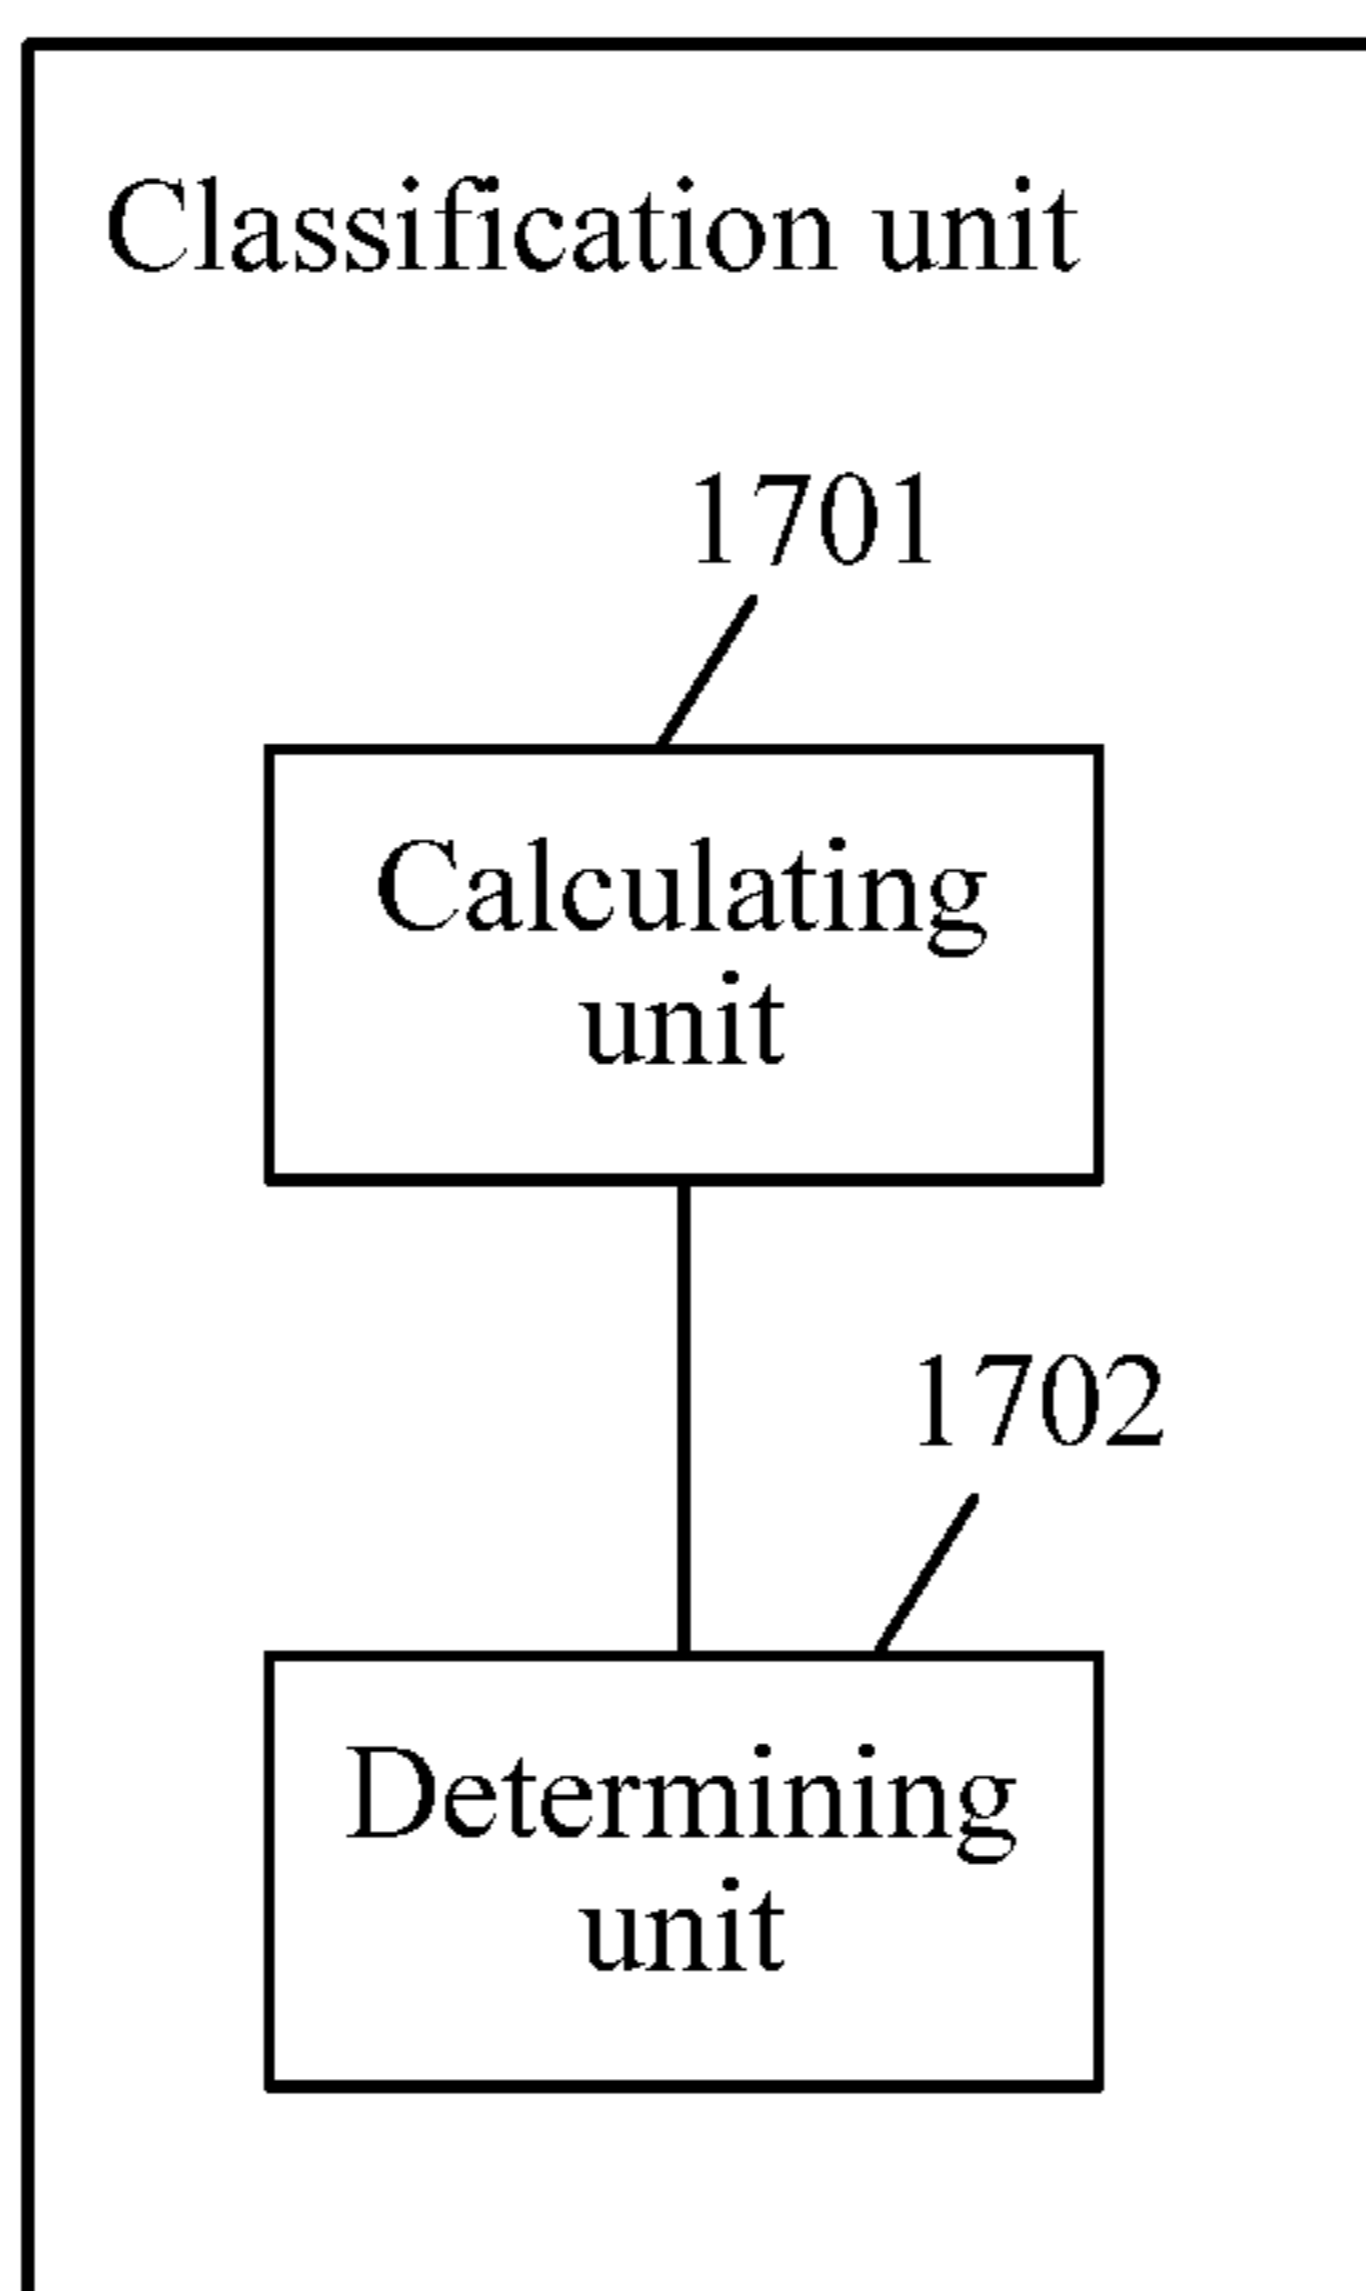 Classification unit
1701
Calculating
unit
1702
Determining
unit